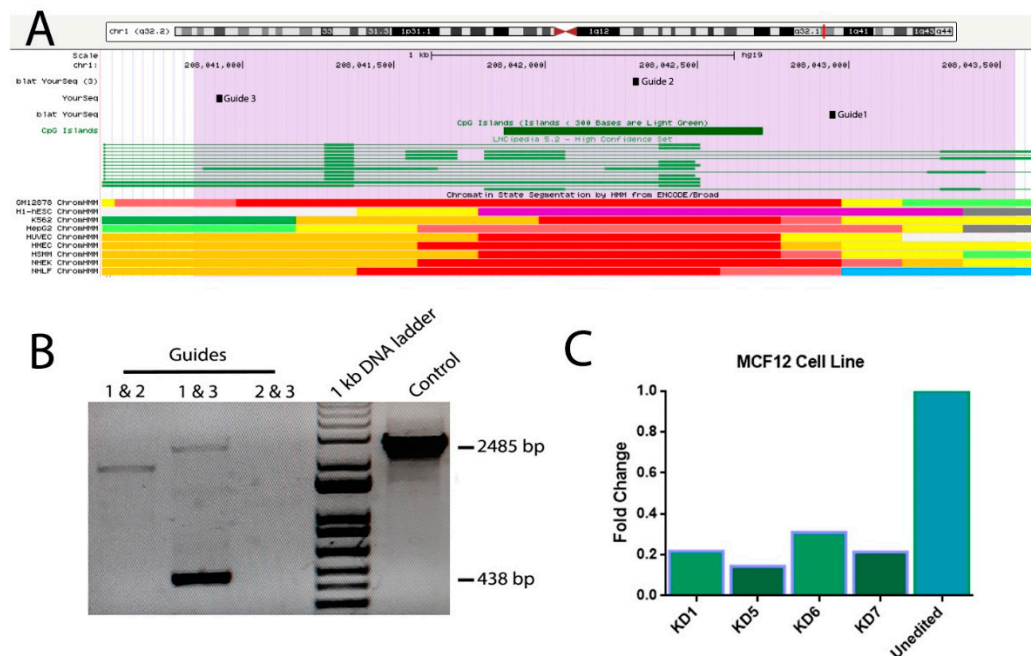 A
chr1 (q32.2) 33 31.3 1p31.1 1q12 q32.1 1q41 1q43 q44
Scale 1 kb hg19
chr1: 208,041,000 208,041,500 208,042,000 208,042,500 208,043,000 208,043,500
blat YourSeq (3) Guide 2
YourSeq Guide 3
blat YourSeq Guide1
CpG Islands (Islands < 300 Bases are Light Green)
CpG Islands
LNCipedia 5.2 - High Confidence Set
Chromatin State Segmentation by HMM from ENCODE/Broad
GM12878 ChromHMM
H1-hESC ChromHMM
K562 ChromHMM
HepG2 ChromHMM
HUVEC ChromHMM
HMEC ChromHMM
HSMM ChromHMM
NHEK ChromHMM
NHLF ChromHMM
B
Guides
1 & 2 1 & 3 2 & 3 1 kb DNA ladder Control
2485 bp
438 bp
C
MCF12 Cell Line
Fold Change
1.0
0.8
0.6
0.4
0.2
0.0
KD1 KD5 KD6 KD7 Unedited